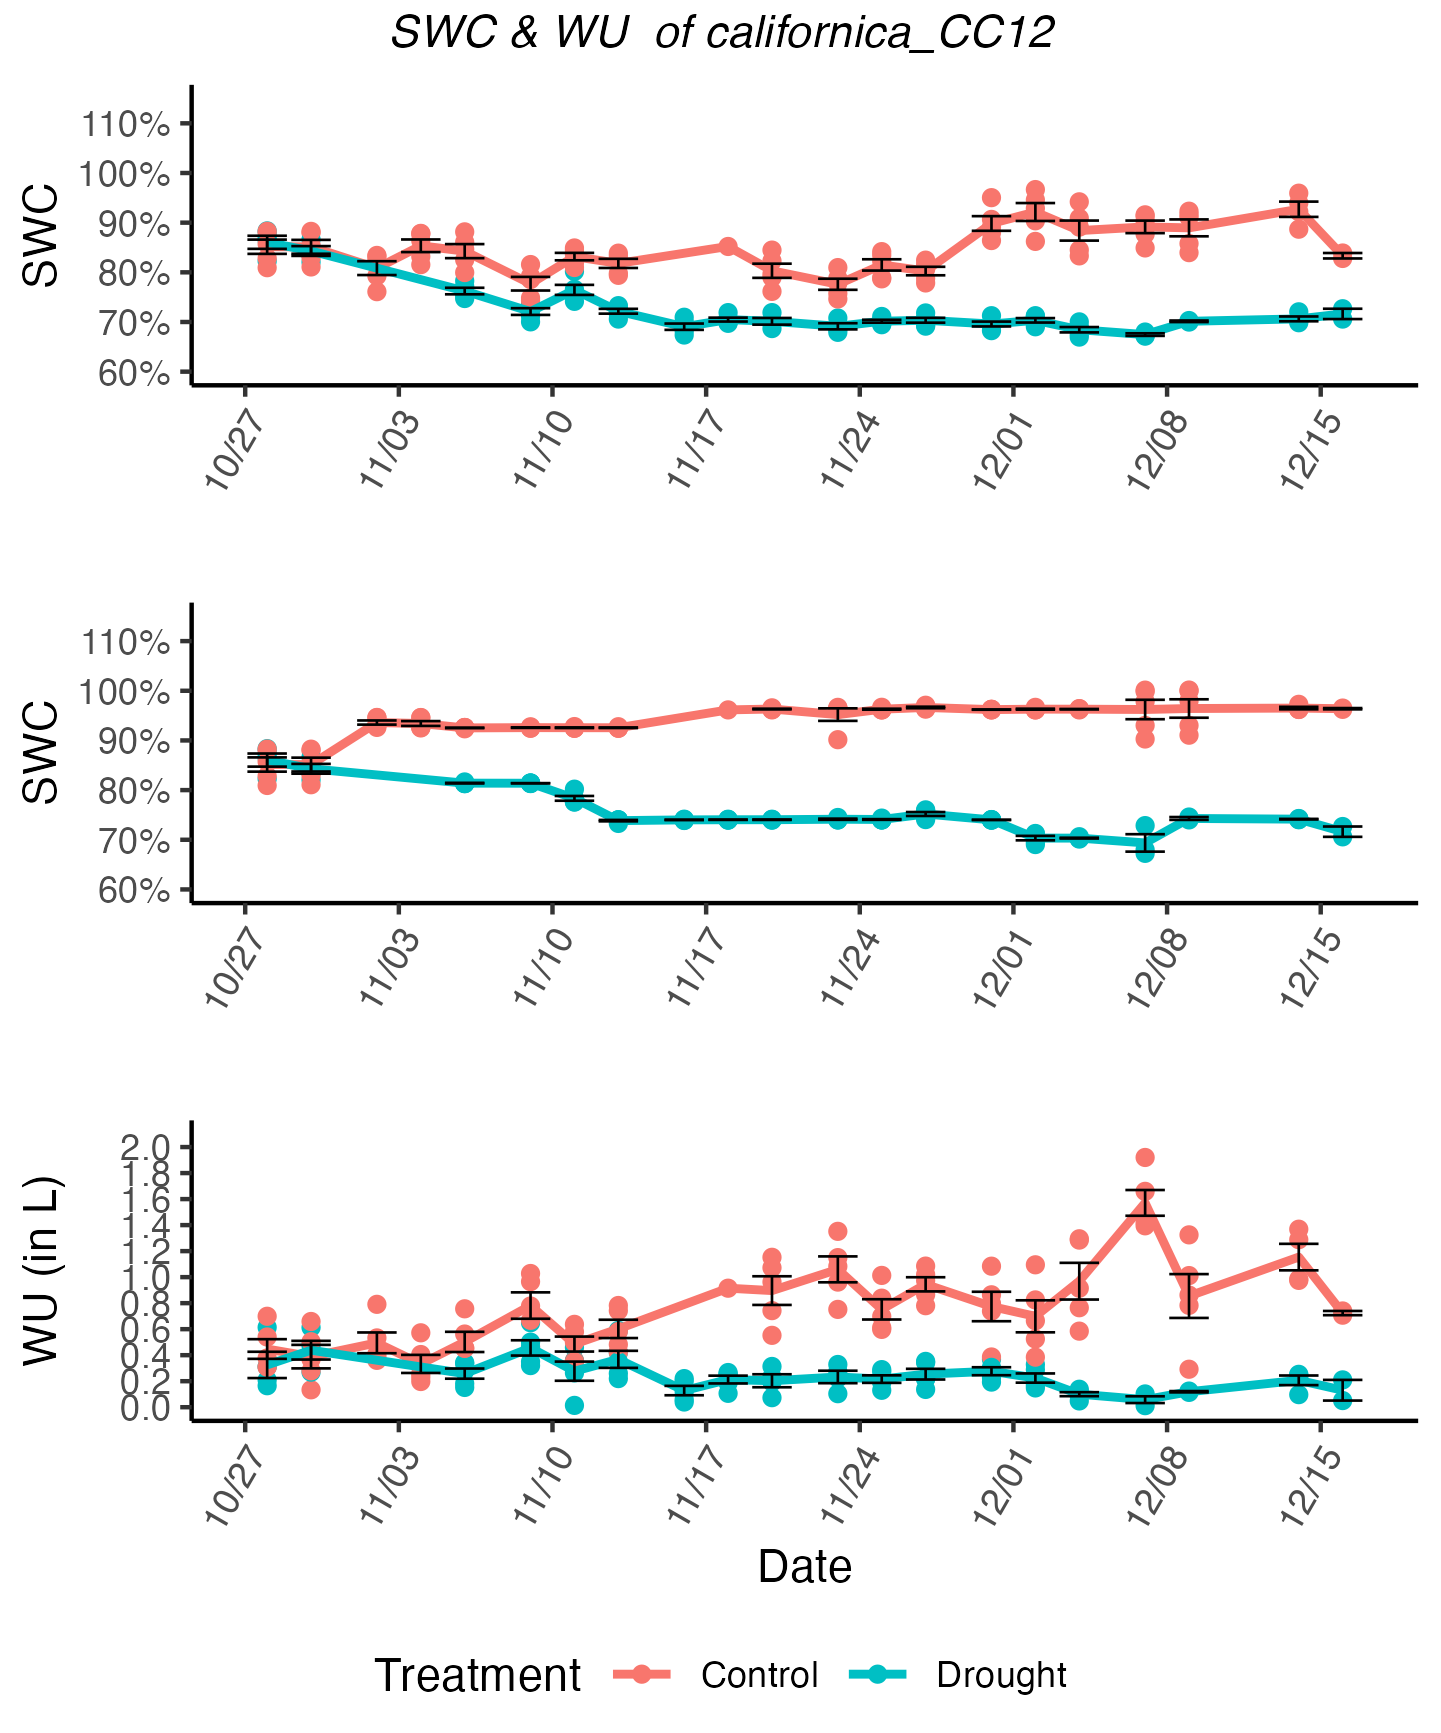 SWC & WU  of californica_CC12
SWC
110%
100%
90%
80%
70%
60%
10/27 11/03 11/10 11/17 11/24 12/01 12/08 12/15
SWC
110%
100%
90%
80%
70%
60%
10/27 11/03 11/10 11/17 11/24 12/01 12/08 12/15
WU (in L)
2.0
1.8
1.6
1.4
1.2
1.0
0.8
0.6
0.4
0.2
0.0
10/27 11/03 11/10 11/17 11/24 12/01 12/08 12/15
Date
Treatment Control Drought